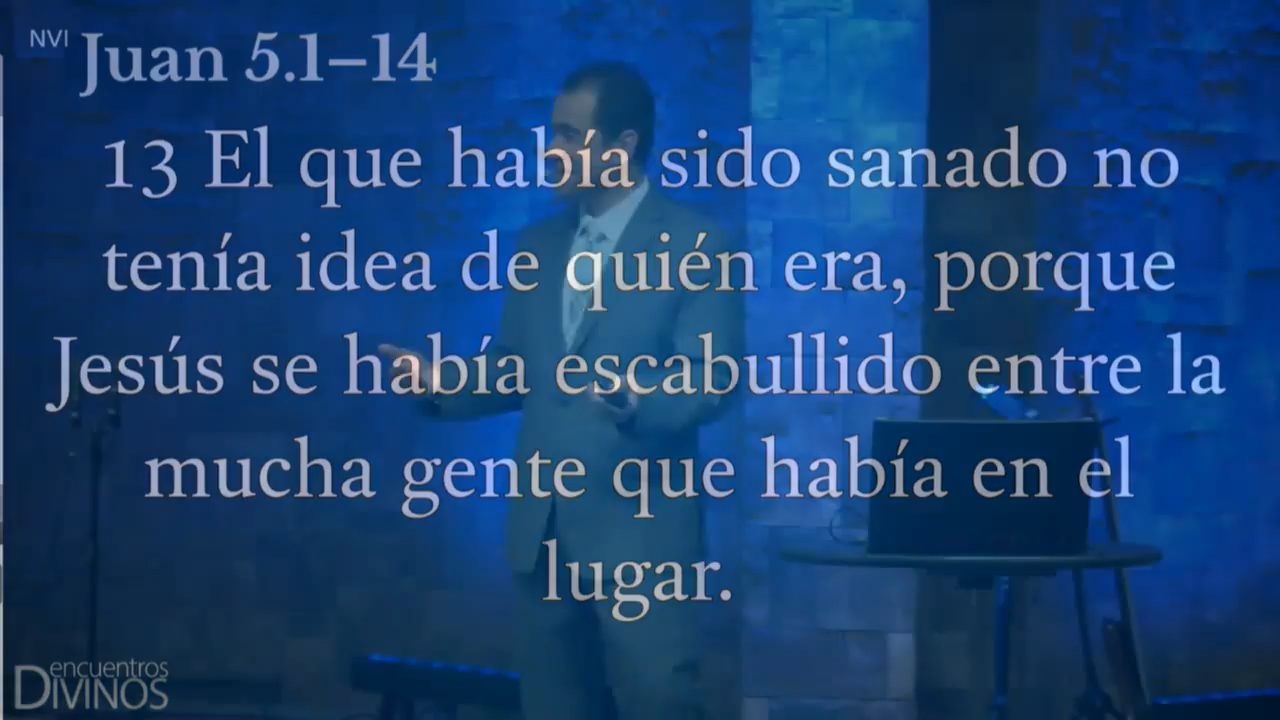 NVI Juan 5.1–14
13 El que había sido sanado no
tenía idea de quién era, porque
Jesús se había escabullido entre la
mucha gente que había en el
lugar.
encuentros
DIVINOS